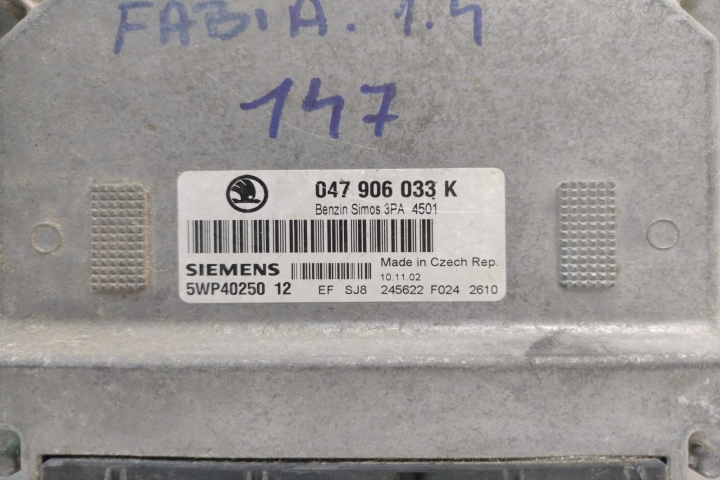 FABIA. 1.4
147
047 906 033 K
Benzin Simos 3PA 4501
SIEMENS Made in Czech Rep.
10.11.02
5WP40250 12 EF SJ8 245622 F024 2610